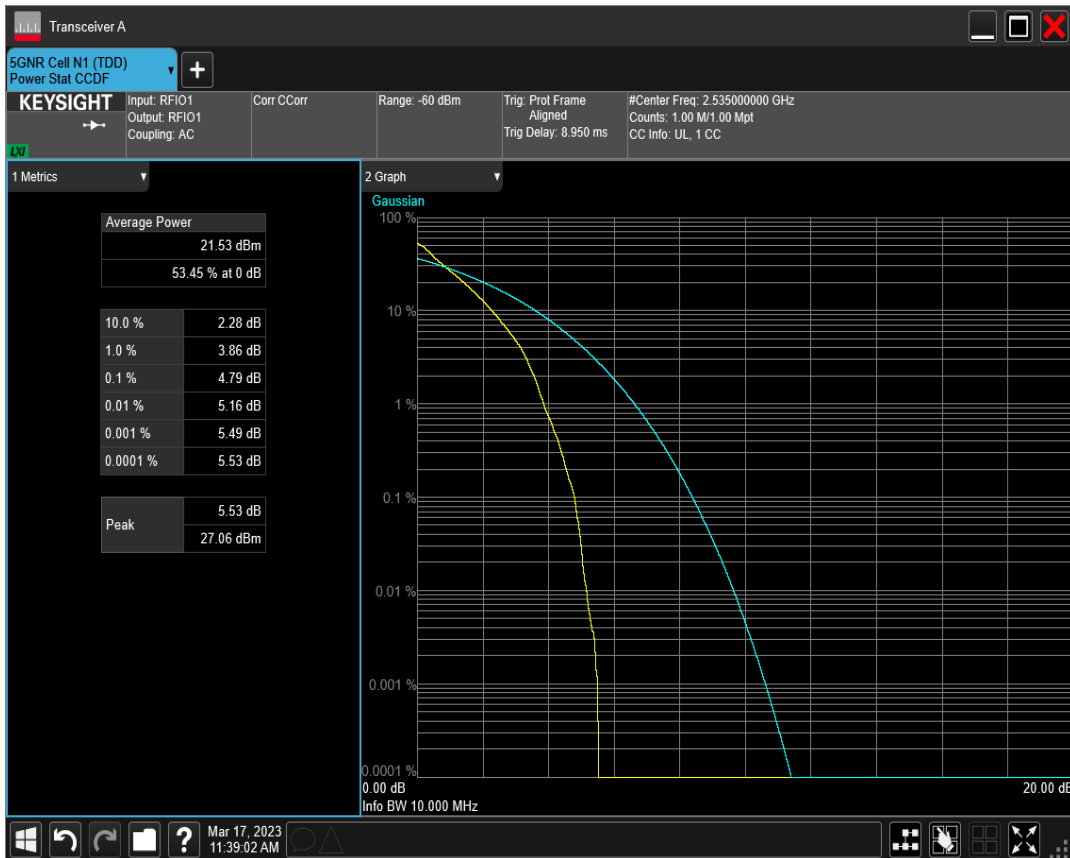 Transceiver A
5GNR Cell N1 (TDD)
Power Stat CCDF
+
KEYSIGHT
LXI
Input: RFIO1
Output: RFIO1
Coupling: AC
Corr CCorr
Range: -60 dBm
Trig: Prot Frame
Aligned
Trig Delay: 8.950 ms
#Center Freq: 2.535000000 GHz
Counts: 1.00 M/1.00 Mpt
CC Info: UL, 1 CC
1 Metrics
Average Power
21.53 dBm
53.45 % at 0 dB
10.0 % 2.28 dB
1.0 % 3.86 dB
0.1 % 4.79 dB
0.01 % 5.16 dB
0.001 % 5.49 dB
0.0001 % 5.53 dB
Peak
5.53 dB
27.06 dBm
2 Graph
Gaussian
100 %
10 %
1 %
0.1 %
0.01 %
0.001 %
0.0001 %
0.00 dB 20.00 dB
Info BW 10.000 MHz
?
Mar 17, 2023
11:39:02 AM